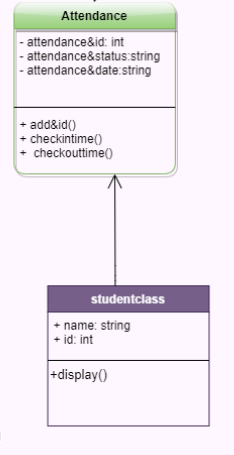 Attendance
- attendance&id: int
- attendance&status:string
- attendance&date:string
+ add&id()
+ checkintime()
+ checkouttime()
studentclass
+ name: string
+ id: int
+display()